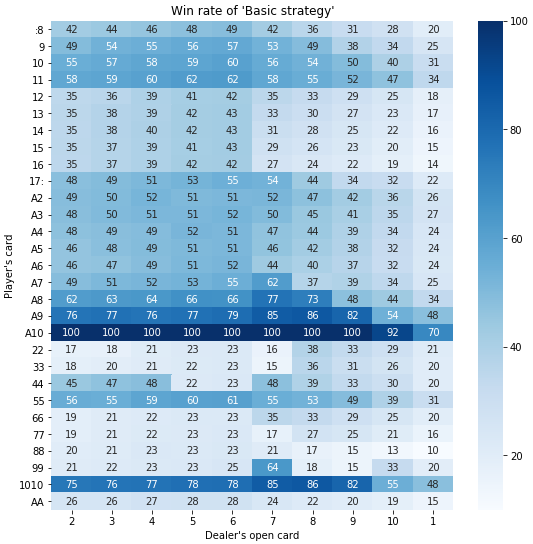 Win rate of 'Basic strategy'
:8 42 44 46 48 49 42 36 31 28 20
9 49 54 55 56 57 53 49 38 34 25
10 55 57 58 59 60 56 54 50 40 31
11 58 59 60 62 62 58 55 52 47 34
12 35 36 39 41 42 35 33 29 25 18
13 35 38 39 42 43 33 30 27 23 17
14 35 38 40 42 43 31 28 25 22 16
15 35 37 39 41 43 29 26 23 20 15
16 35 37 39 42 42 27 24 22 19 14
17: 48 49 51 53 55 54 44 34 32 22
A2 49 50 52 51 51 52 47 42 36 26
A3 48 50 51 51 52 50 45 41 35 27
A4 48 49 49 52 51 47 44 39 34 24
A5 46 48 49 51 51 46 42 38 32 24
A6 46 47 49 51 52 44 40 37 32 24
A7 49 51 52 53 55 62 37 39 34 25
A8 62 63 64 66 66 77 73 48 44 34
A9 76 77 76 77 79 85 86 82 54 48
A10 100 100 100 100 100 100 100 100 92 70
22 17 18 21 23 23 16 38 33 29 21
33 18 20 21 22 23 15 36 31 26 20
44 45 47 48 22 23 48 39 33 30 20
55 56 55 59 60 61 55 53 49 39 31
66 19 21 22 23 23 35 33 29 25 20
77 19 21 22 23 23 17 27 25 21 16
88 20 21 23 23 23 21 17 15 13 10
99 21 22 23 23 25 64 18 15 33 20
1010 75 76 77 78 78 85 86 82 55 48
AA 26 26 27 28 28 24 22 20 19 15
2 3 4 5 6 7 8 9 10 1
Dealer's open card
Player's card
100
80
60
40
20